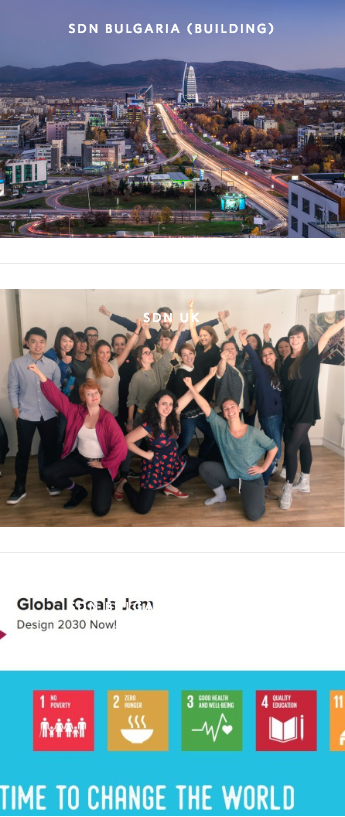 SDN BULGARIA (BUILDING)
SDN UK
Global Goals Jam
Design 2030 Now!
1 NO POVERTY
2 ZERO HUNGER
3 GOOD HEALTH AND WELL-BEING
4 QUALITY EDUCATION
11
TIME TO CHANGE THE WORLD